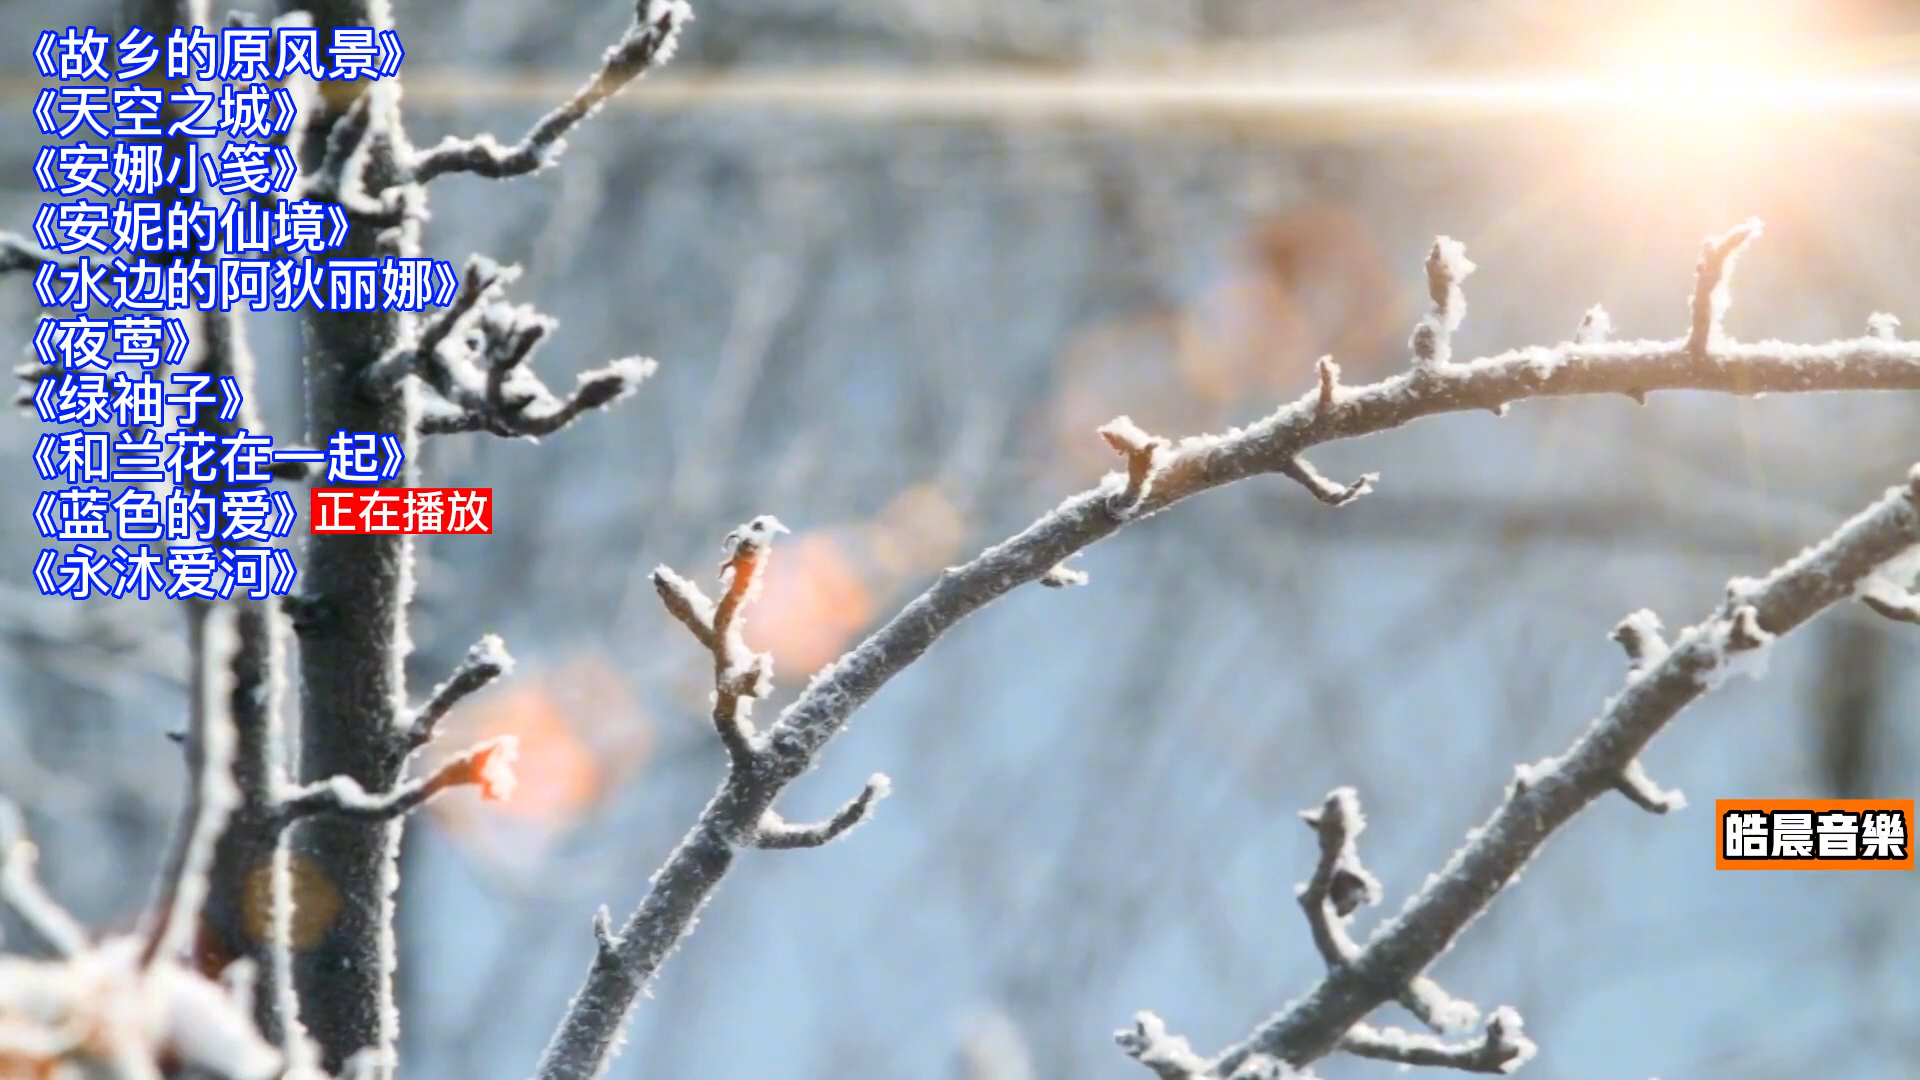 《故乡的原风景》
《天空之城》
《安娜小笺》
《安妮的仙境》
《水边的阿狄丽娜》
《夜莺》
《绿袖子》
《和兰花在一起》
《蓝色的爱》正在播放
《永沐爱河》
皓晨音樂